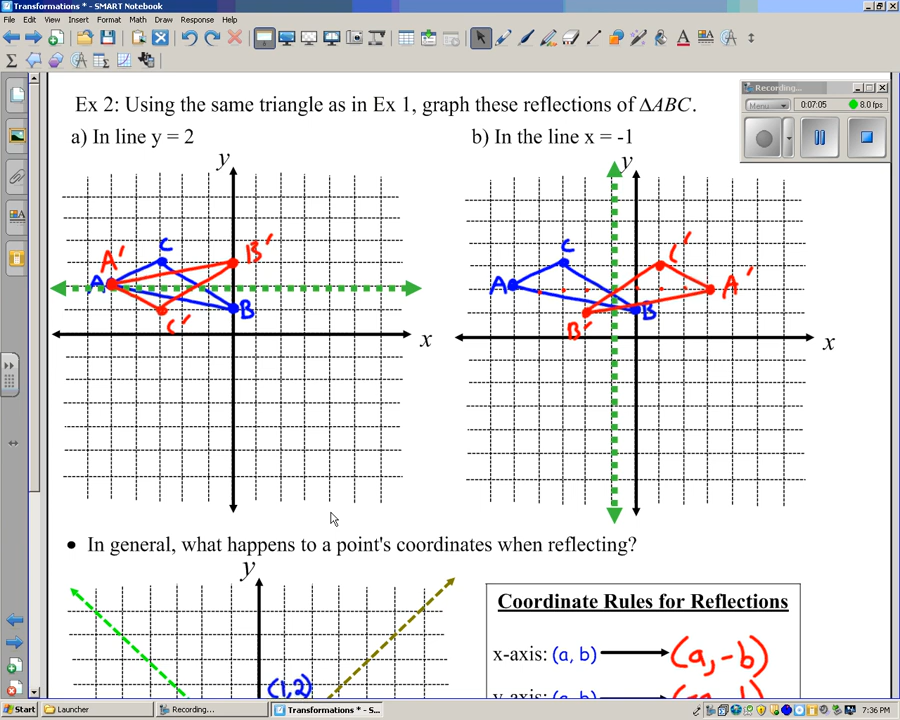 Transformations * - SMART Notebook
File Edit View Insert Format Math Draw Response Help
Recording...
Menu
0:07:05
8.0 fps
Ex 2: Using the same triangle as in Ex 1, graph these reflections of ΔABC.
a) In line y = 2
b) In the line x = -1
y
y
A'
C
B'
A
B
C'
x
C
C'
A
A'
B'
B
x
• In general, what happens to a point's coordinates when reflecting?
y
(1,2)
Coordinate Rules for Reflections
x-axis: (a, b) (a, -b)
Start
Launcher
Recording...
Transformations * - S...
7:36 PM